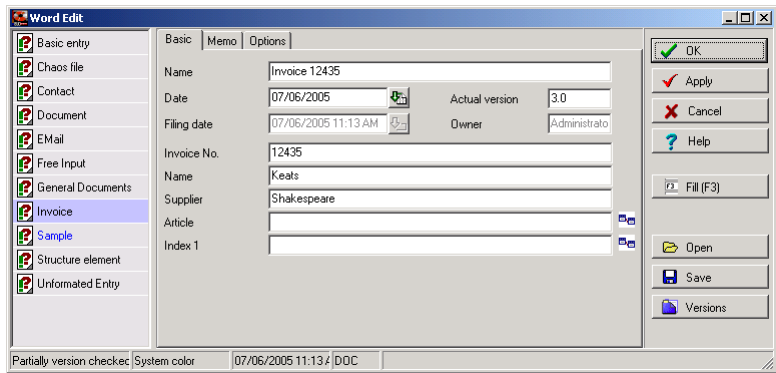 Word Edit
Basic entry
Chaos file
Contact
Document
EMail
Free Input
General Documents
Invoice
Sample
Structure element
Unformated Entry
Basic Memo Options
Name Invoice 12435
Date 07/06/2005 Actual version 3.0
Filing date 07/06/2005 11:13 AM Owner Administrato
Invoice No. 12435
Name Keats
Supplier Shakespeare
Article
Index 1
OK
Apply
Cancel
Help
F3 Fill (F3)
Open
Save
Versions
Partially version checked System color 07/06/2005 11:13 A DOC